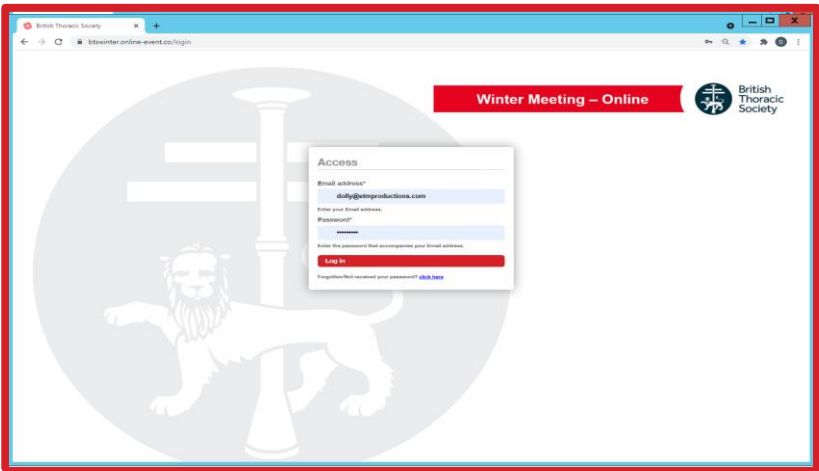 British Thoracic Society
btswinter.online-event.co/login
D
Winter Meeting – Online
British
Thoracic
Society
Access
Email address*
dolly@etmproductions.com
Enter your Email address.
Password*
•••••••••
Enter the password that accompanies your Email address.
Log in
Forgotten/Not received your password? click here